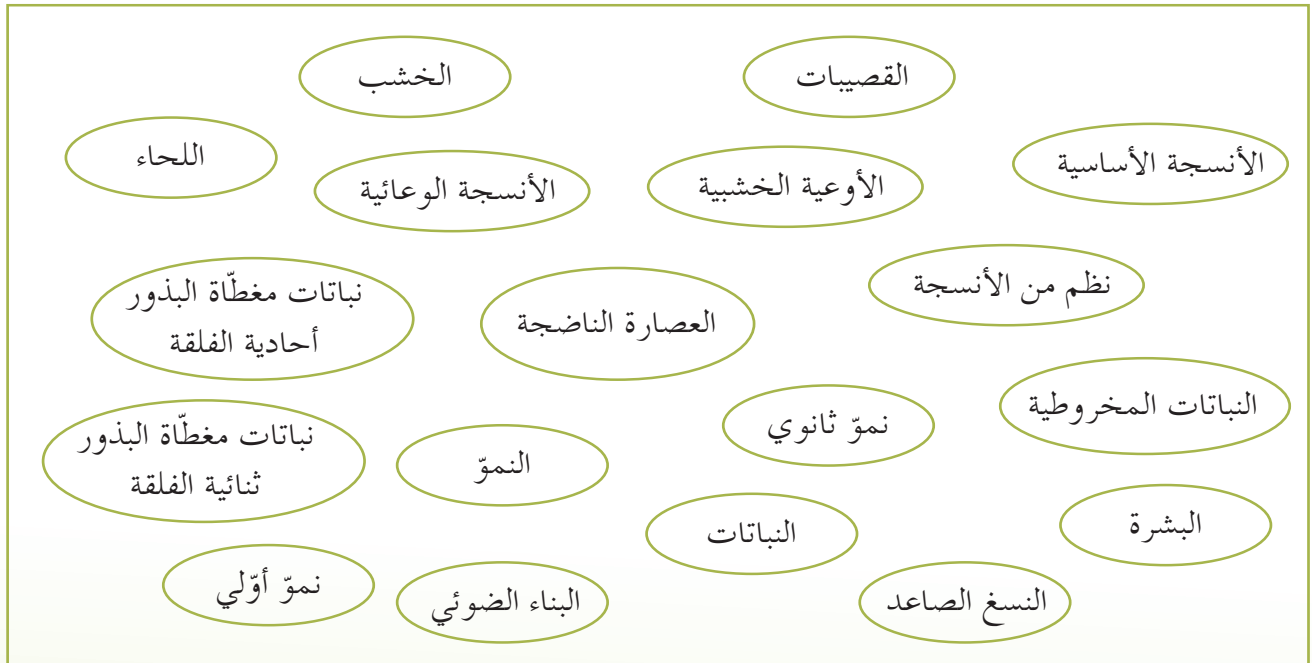 القصيبات
الخشب
الأنسجة الأساسية
اللحاء
الأوعية الخشبية
الأنسجة الوعائية
نظم من الأنسجة
العصارة الناضجة
نباتات مغطّاة البذور
أحادية الفلقة
النباتات المخروطية
نموّ ثانوي
النموّ
نباتات مغطّاة البذور
ثنائية الفلقة
البشرة
النباتات
النسغ الصاعد
البناء الضوئي
نموّ أوّلي